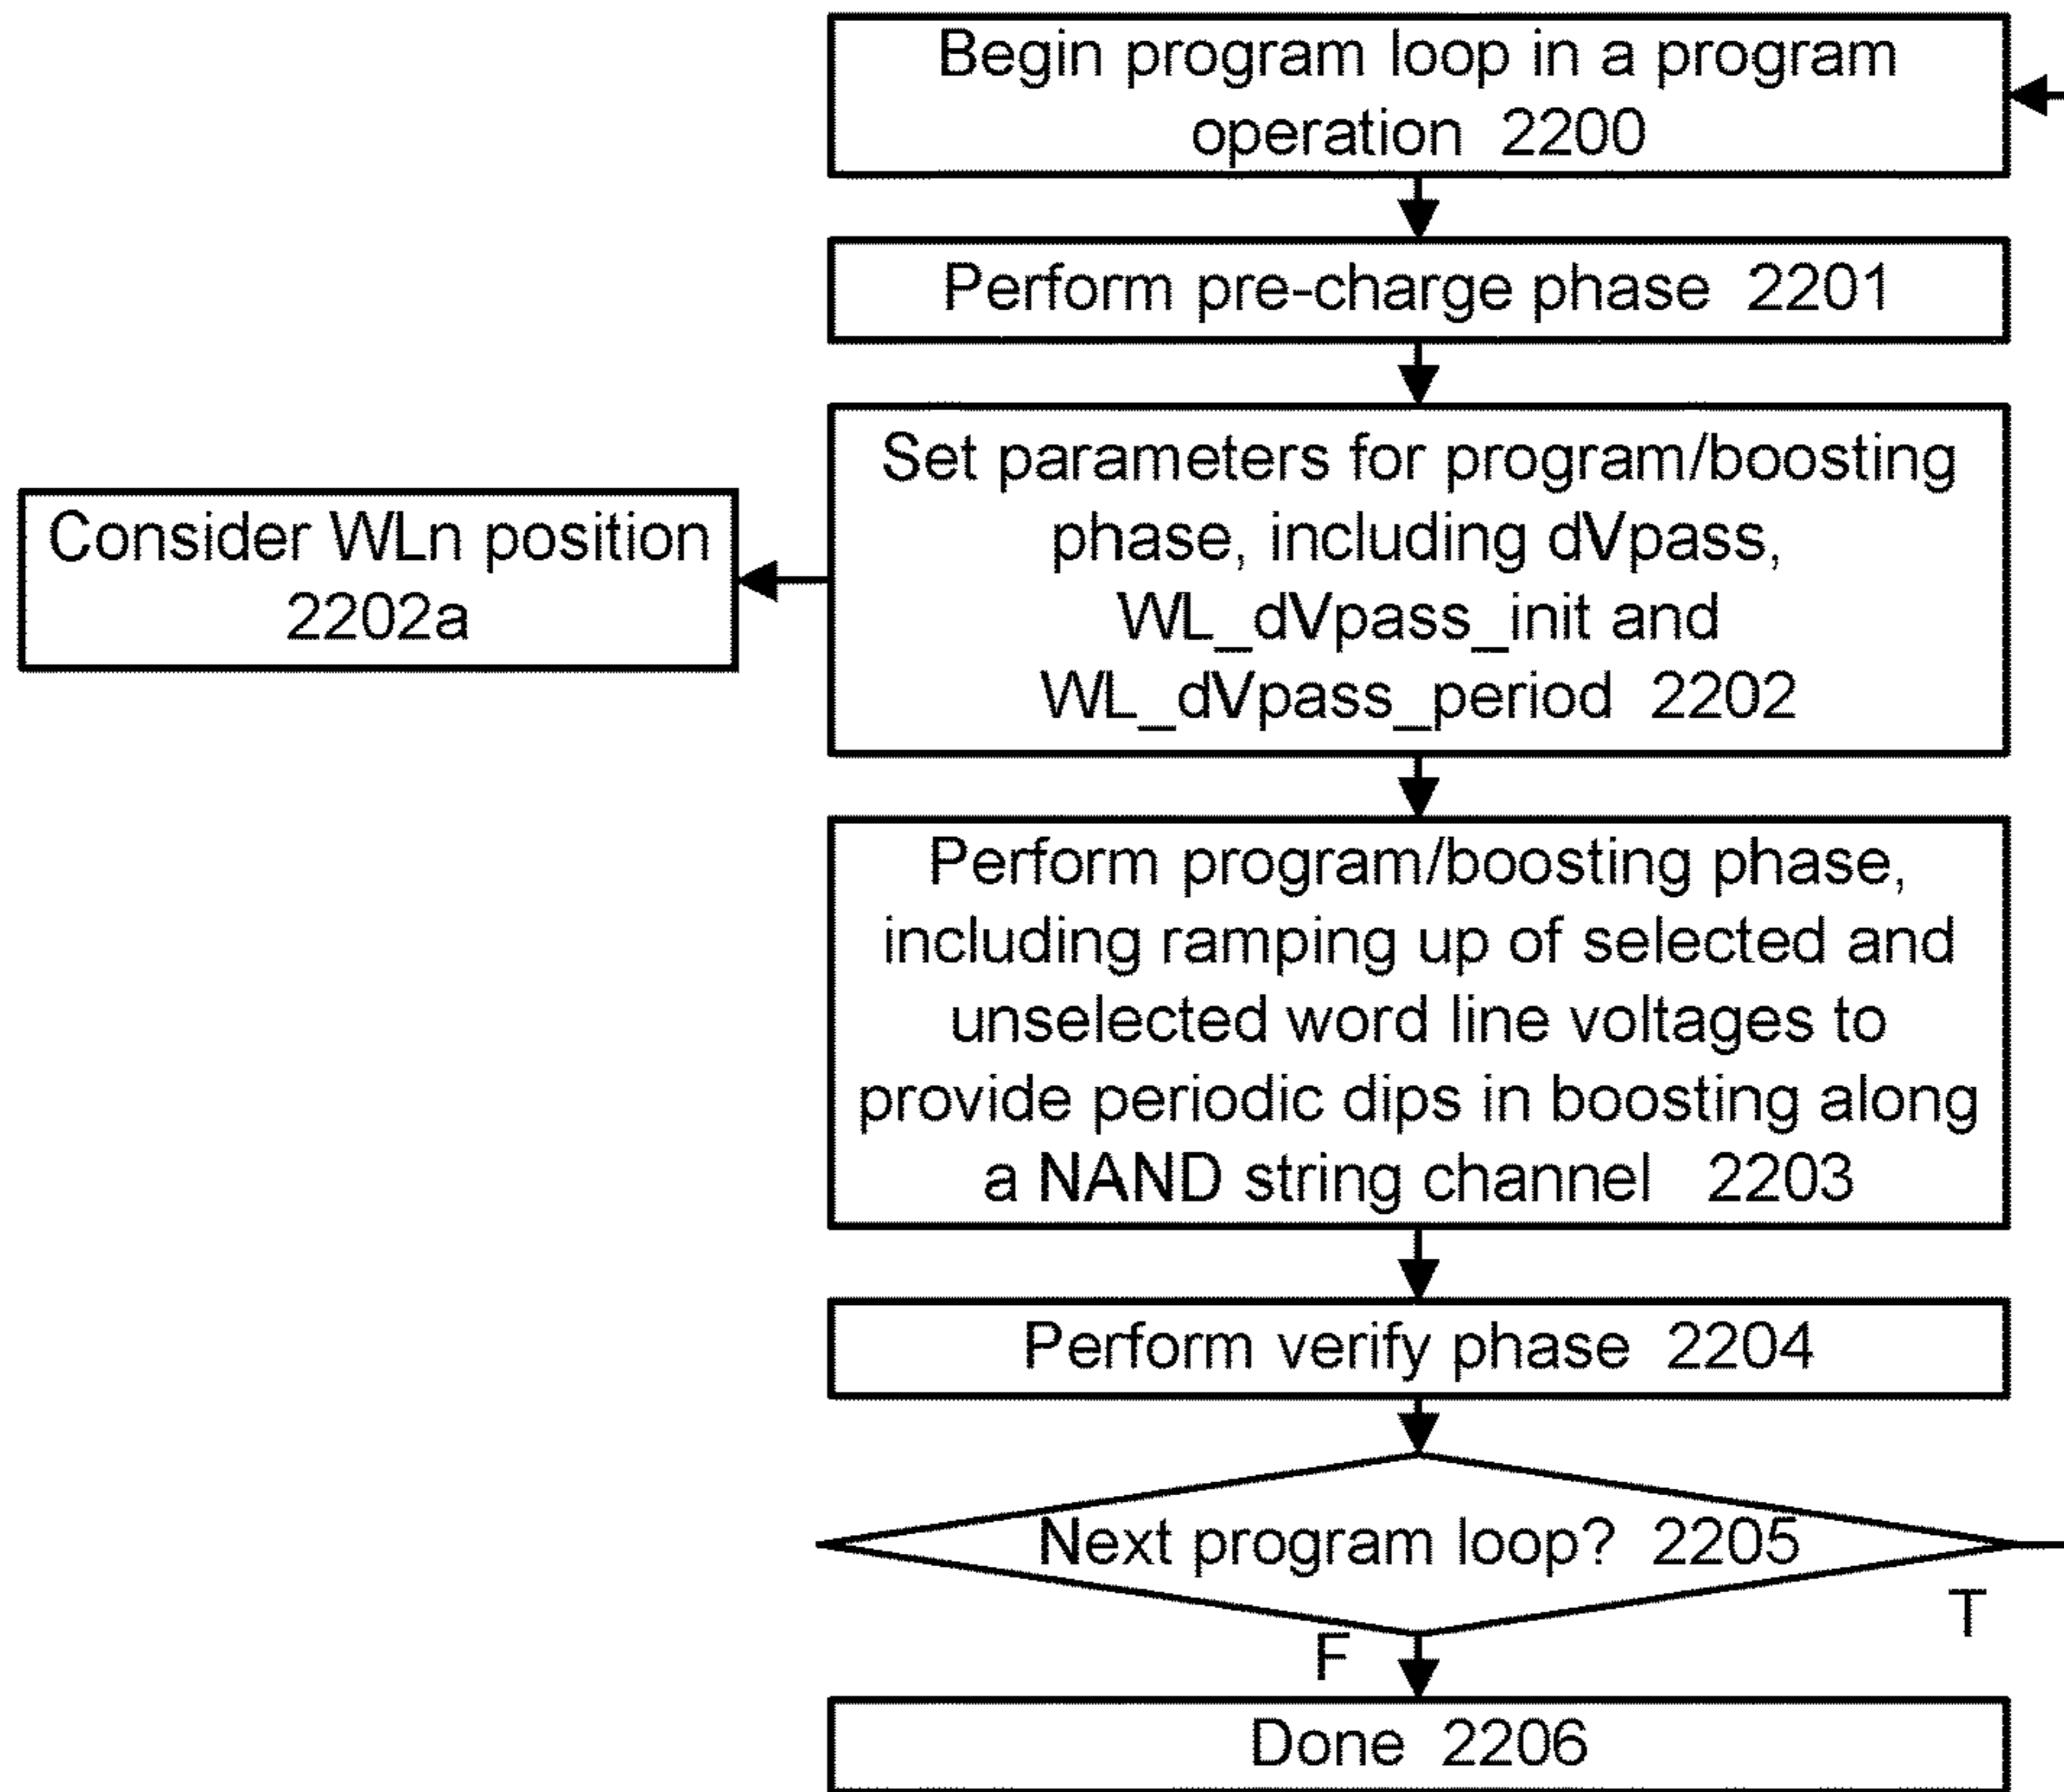 Begin program loop in a program
operation 2200
Perform pre-charge phase 2201
Set parameters for program/boosting
phase, including dVpass,
WL_dVpass_init and
WL_dVpass_period 2202
Consider WLn position
2202a
Perform program/boosting phase,
including ramping up of selected and
unselected word line voltages to
provide periodic dips in boosting along
a NAND string channel 2203
Perform verify phase 2204
Next program loop? 2205
T
F
Done 2206